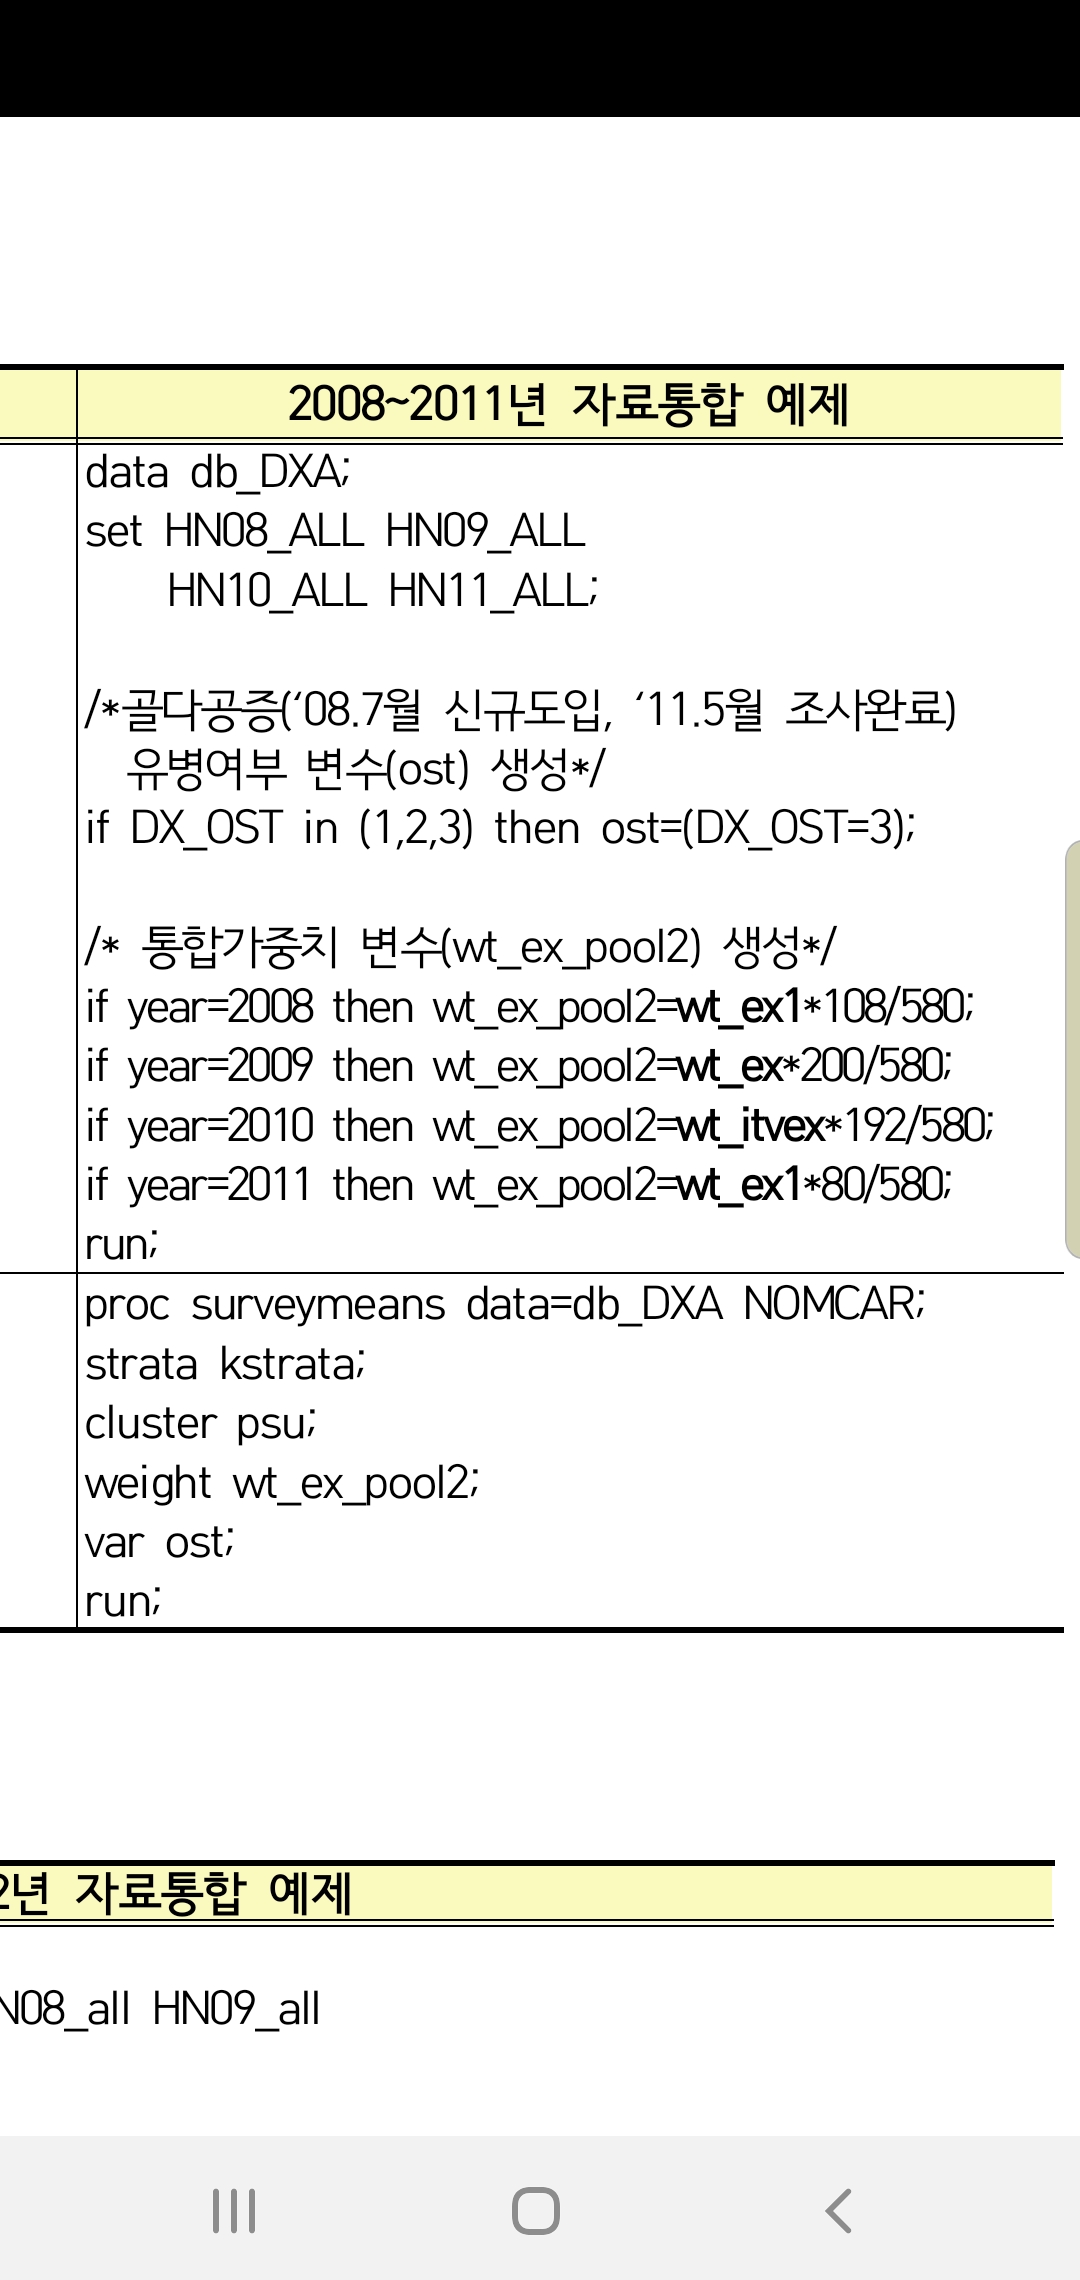 2008~2011년 자료통합 예제
data db_DXA;
set HN08_ALL HN09_ALL
HN10_ALL HN11_ALL;
/*골다공증(‘08.7월 신규도입, ‘11.5월 조사완료)
유병여부 변수(ost) 생성*/
if DX_OST in (1,2,3) then ost=(DX_OST=3);
/* 통합가중치 변수(wt_ex_pool2) 생성*/
if year=2008 then wt_ex_pool2=wt_ex1*108/580;
if year=2009 then wt_ex_pool2=wt_ex*200/580;
if year=2010 then wt_ex_pool2=wt_itvex*192/580;
if year=2011 then wt_ex_pool2=wt_ex1*80/580;
run;
proc surveymeans data=db_DXA NOMCAR;
strata kstrata;
cluster psu;
weight wt_ex_pool2;
var ost;
run;
2년 자료통합 예제
N08_all HN09_all